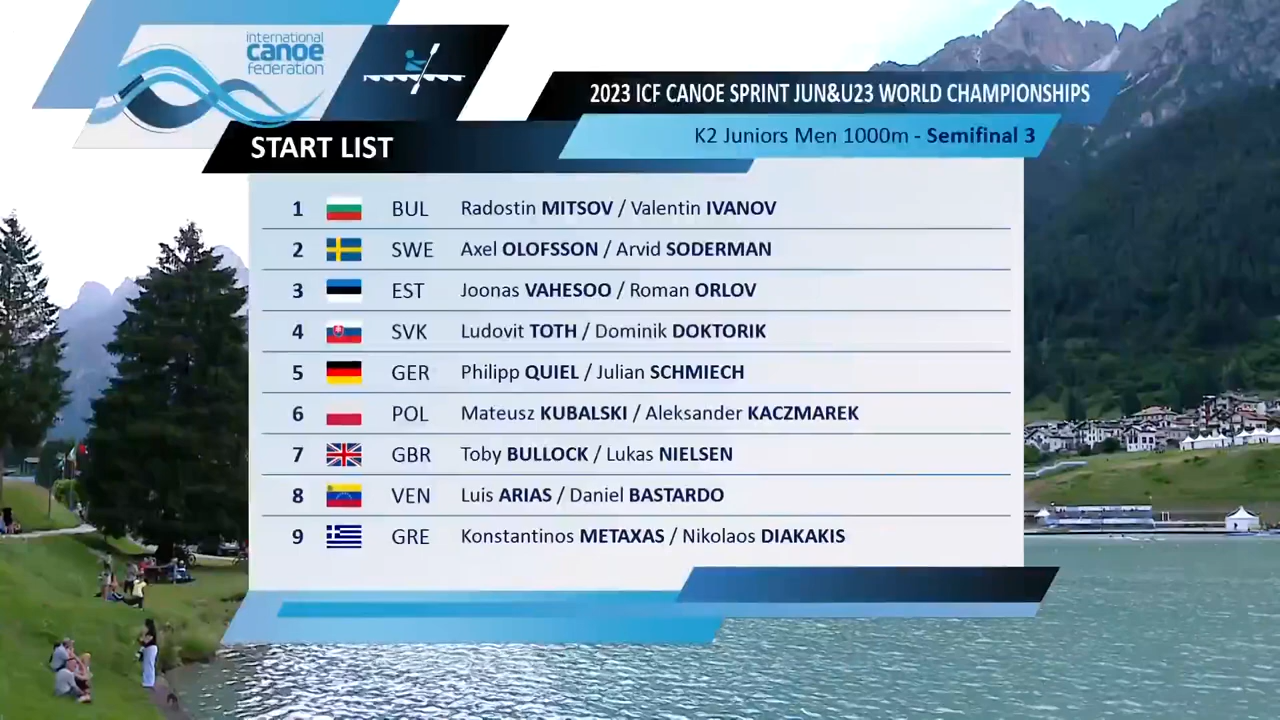 international
canoe
federation
2023 ICF CANOE SPRINT JUN&U23 WORLD CHAMPIONSHIPS
K2 Juniors Men 1000m - Semifinal 3
START LIST
1 BUL Radostin MITSOV / Valentin IVANOV
2 SWE Axel OLOFSSON / Arvid SODERMAN
3 EST Joonas VAHESOO / Roman ORLOV
4 SVK Ludovit TOTH / Dominik DOKTORIK
5 GER Philipp QUIEL / Julian SCHMIECH
6 POL Mateusz KUBALSKI / Aleksander KACZMAREK
7 GBR Toby BULLOCK / Lukas NIELSEN
8 VEN Luis ARIAS / Daniel BASTARDO
9 GRE Konstantinos METAXAS / Nikolaos DIAKAKIS